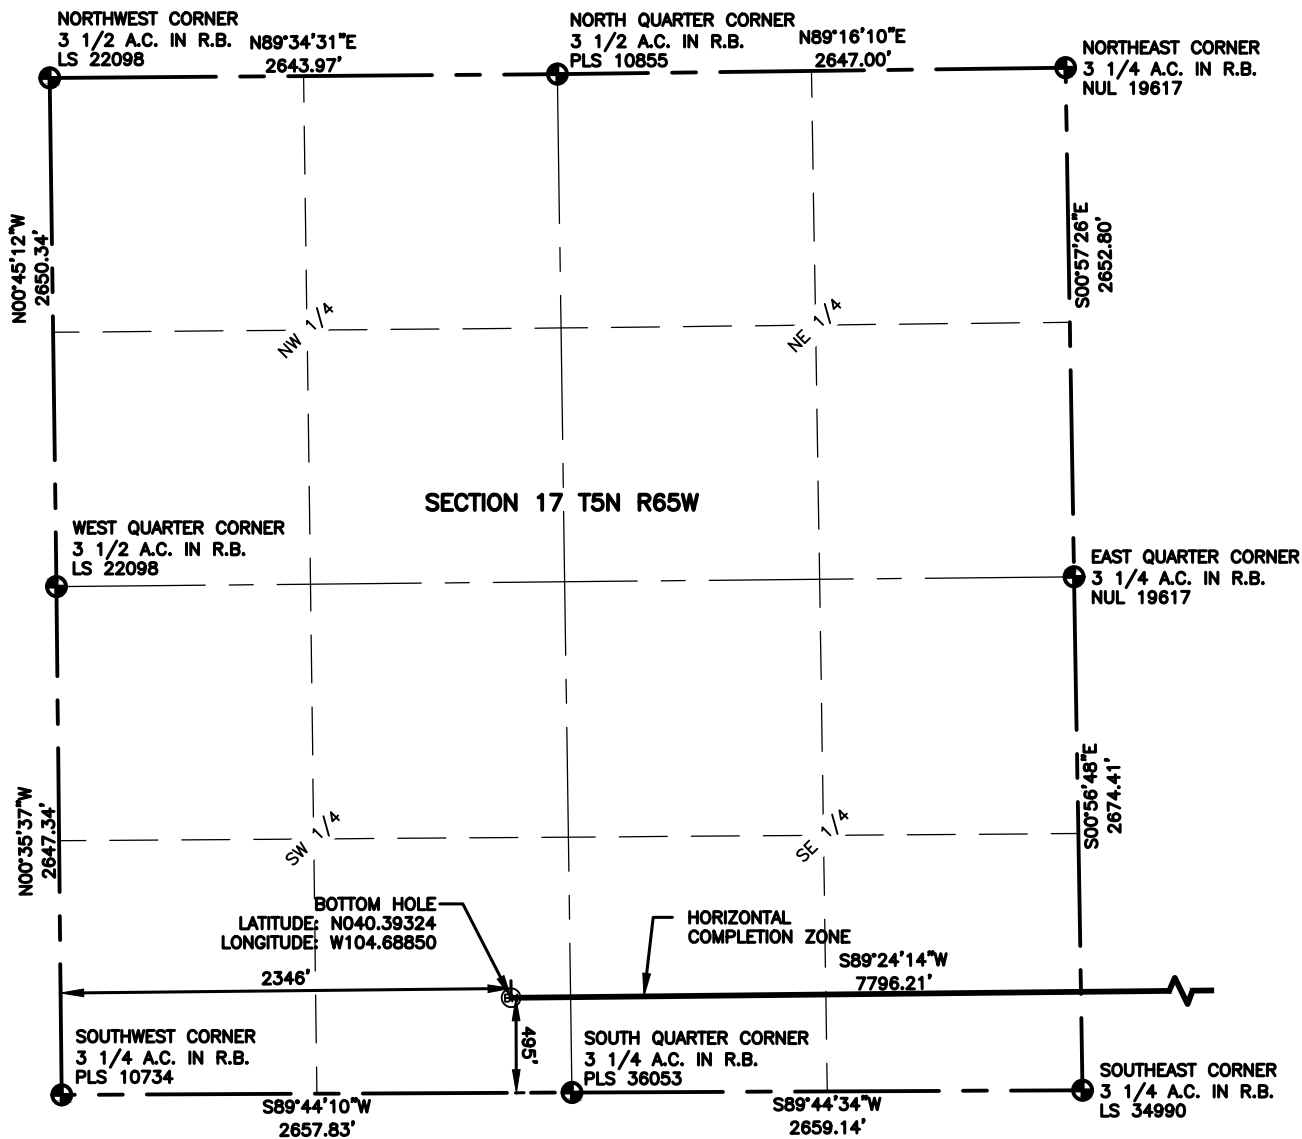 NORTHWEST CORNER
3 1/2 A.C. IN R.B.
LS 22098
N89°34'31"E
2643.97'
NORTH QUARTER CORNER
3 1/2 A.C. IN R.B.
PLS 10855
N89°16'10"E
2647.00'
NORTHEAST CORNER
3 1/4 A.C. IN R.B.
NUL 19617
N00°45'12"W
2650.34'
S00°57'26"E
2652.80'
NW 1/4
NE 1/4
SECTION 17 T5N R65W
WEST QUARTER CORNER
3 1/2 A.C. IN R.B.
LS 22098
EAST QUARTER CORNER
3 1/4 A.C. IN R.B.
NUL 19617
N00°35'37"W
2647.34'
S00°56'48"E
2674.41'
SW 1/4
SE 1/4
BOTTOM HOLE
LATITUDE: N040.39324
LONGITUDE: W104.68850
HORIZONTAL
COMPLETION ZONE
S89°24'14"W
7796.21'
2346'
495'
SOUTHWEST CORNER
3 1/4 A.C. IN R.B.
PLS 10734
SOUTH QUARTER CORNER
3 1/4 A.C. IN R.B.
PLS 36053
SOUTHEAST CORNER
3 1/4 A.C. IN R.B.
LS 34990
S89°44'10"W
2657.83'
S89°44'34"W
2659.14'